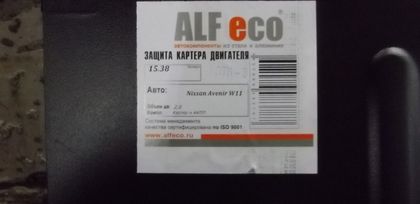 ALF eco
АВТОКОМПОНЕНТЫ ИЗ СТАЛИ И АЛЮМИНИЯ
ЗАЩИТА КАРТЕРА ДВИГАТЕЛЯ
15.38
Авто: Nissan Avenir W11
Объем дв 2,0
Картер и АКПП
Система менеджмента
качества сертифицирована по ISO 9001
www.alfeco.ru